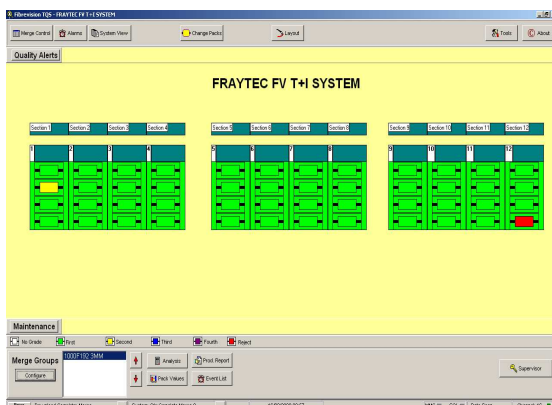 Fibrevision TQS - FRAYTEC FV T+I SYSTEM
Merge Control Alarms System View Change Packs Layout Tools About
Quality Alerts
FRAYTEC FV T+I SYSTEM
Section 1 Section 2 Section 3 Section 4 Section 5 Section 6 Section 7 Section 8 Section 9 Section 10 Section 11 Section 12
1 2 3 4 5 6 7 8 9 10 11 12
Maintenance
No Grade First Second Third Fourth Reject
Merge Groups
Configure
Analysis Prod. Report
Pack Values Event List
Supervisor